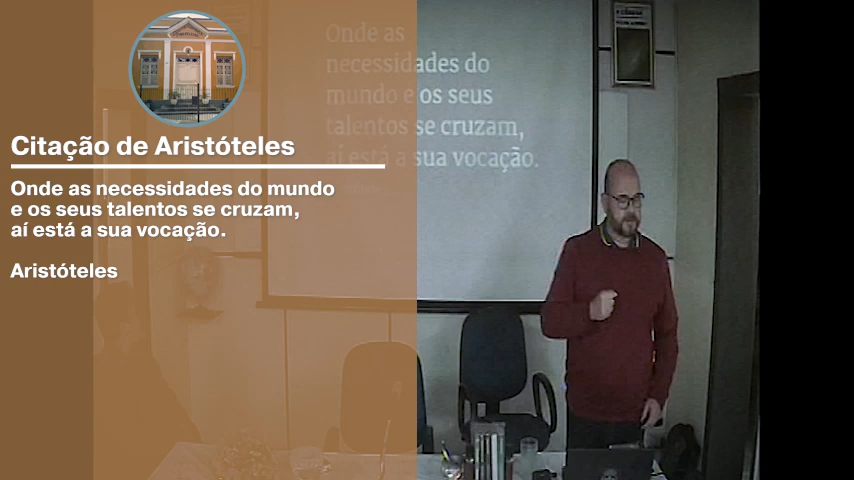 Citação de Aristóteles
Onde as necessidades do mundo
e os seus talentos se cruzam,
aí está a sua vocação.
Aristóteles
Onde as
necessidades do
mundo e os seus
talentos se cruzam,
aí está a sua vocação.